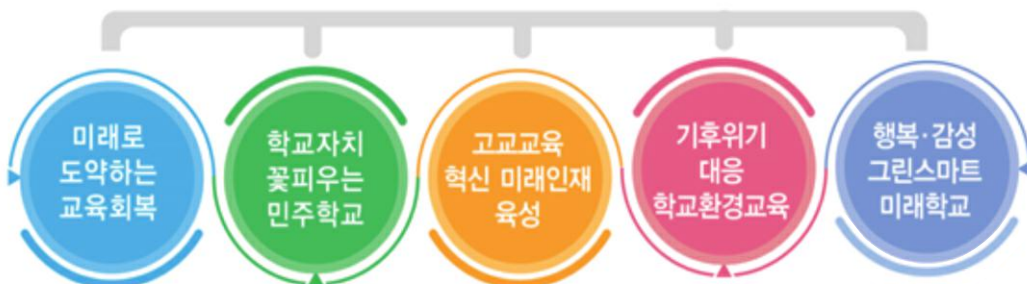 미래로
도약하는
교육회복
학교자치
꽃피우는
민주학교
고교교육
혁신 미래인재
육성
기후위기
대응
학교환경교육
행복·감성
그린스마트
미래학교